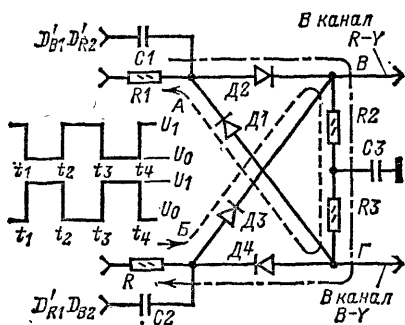 D'B1 D'R2
C1
В канал
R-Y
R1
А
Д2
В
Д1
R2
C3
U1
t1 t2 t3 t4
U0
U1
U0
t1 t2 t3 t4
Б
Д3
R3
Д4
Г
R
D'R1 DB2
C2
В канал
B-Y